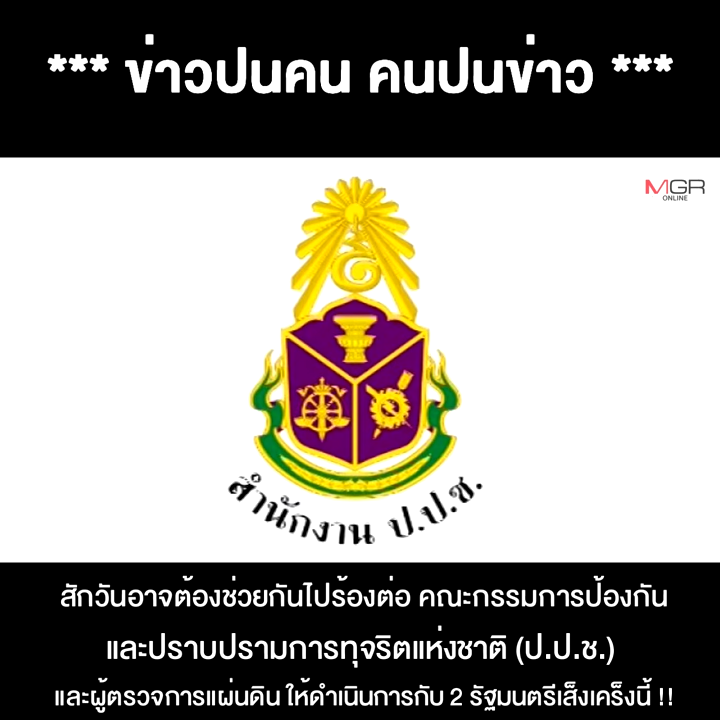 *** ข่าวปนคน คนปนข่าว ***
MGR
ONLINE
สำนักงาน ป.ป.ช.
สักวันอาจต้องช่วยกันไปร้องต่อ คณะกรรมการป้องกัน
และปราบปรามการทุจริตแห่งชาติ (ป.ป.ช.)
และผู้ตรวจการแผ่นดิน ให้ดำเนินการกับ 2 รัฐมนตรีเส็งเคร็งนี้ !!